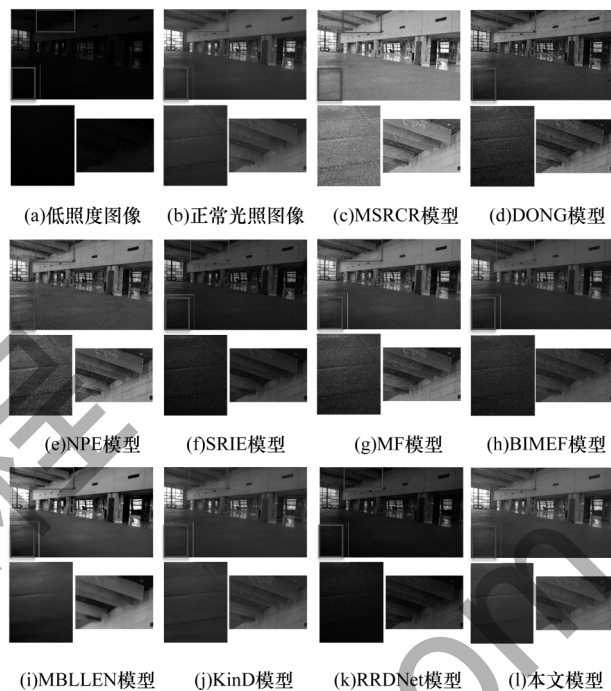 (a)低照度图像 (b)正常光照图像 (c)MSRCR模型 (d)DONG模型
(e)NPE模型 (f)SRIE模型 (g)MF模型 (h)BIMEF模型
(i)MBLLEN模型 (j)KinD模型 (k)RRDNet模型 (l)本文模型